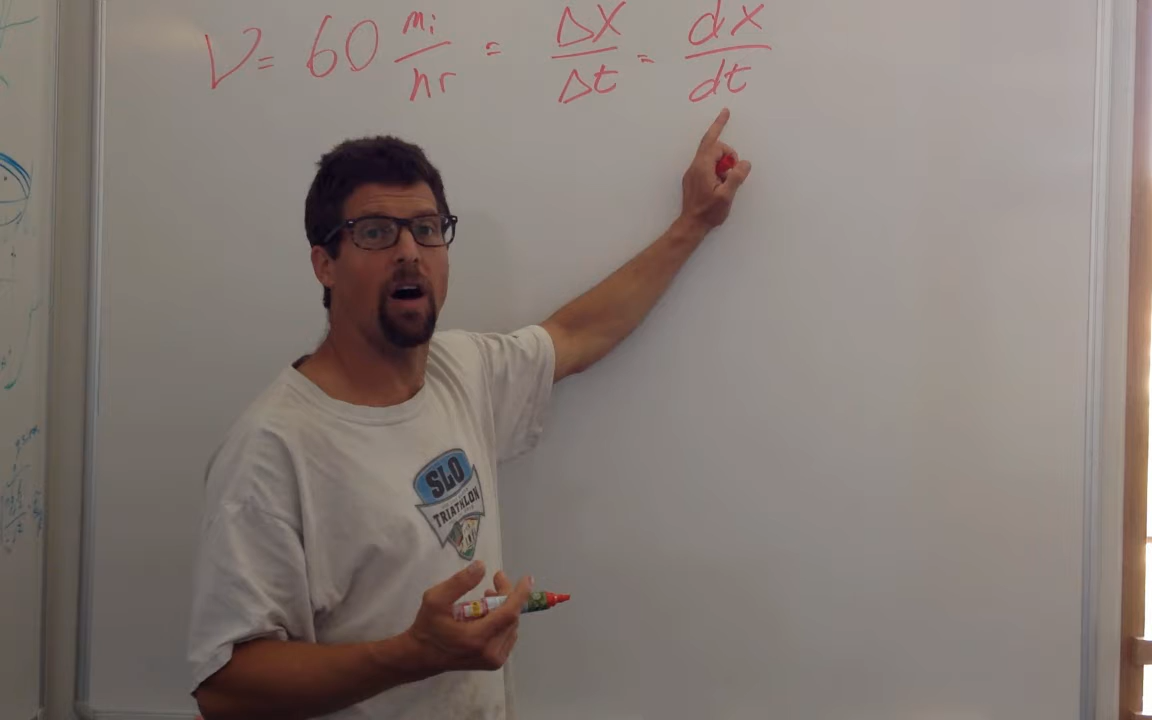 V = 60 mi/hr = Δx/Δt = dx/dt
SLO
TRIATHLON